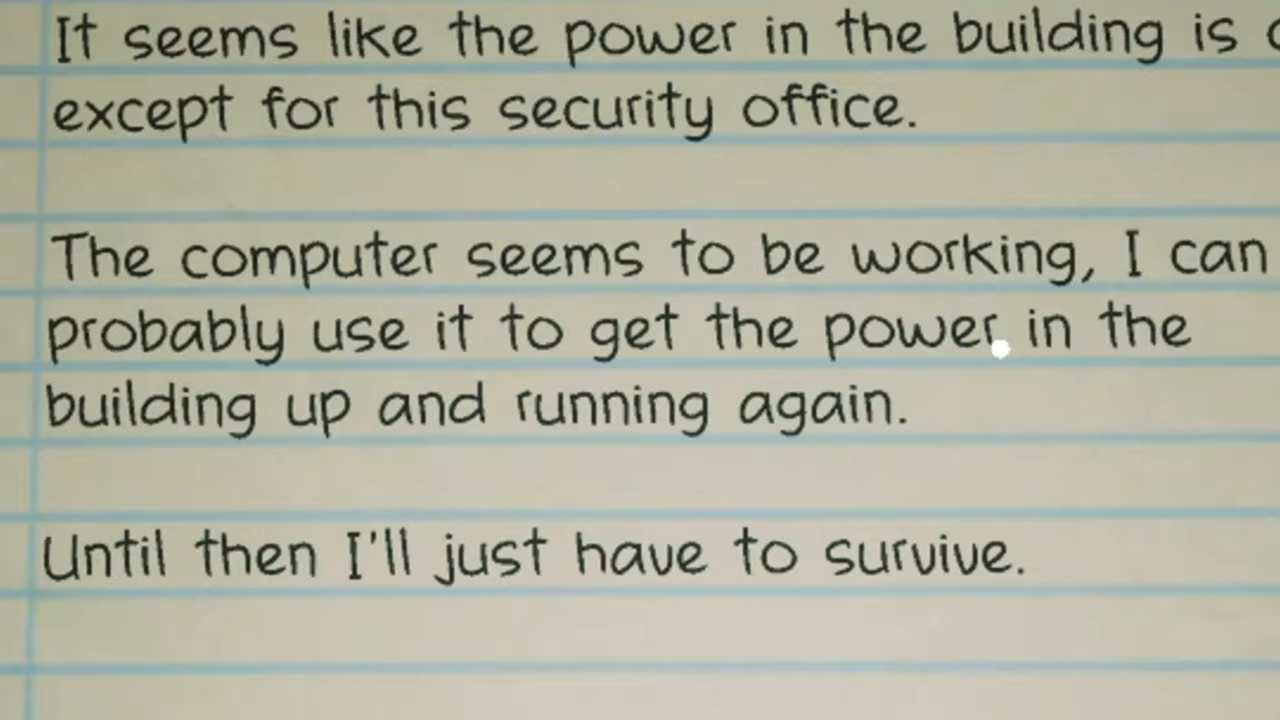 It seems like the power in the building is
except for this security office.
The computer seems to be working, I can
probably use it to get the power in the
building up and running again.
Until then I'll just have to survive.